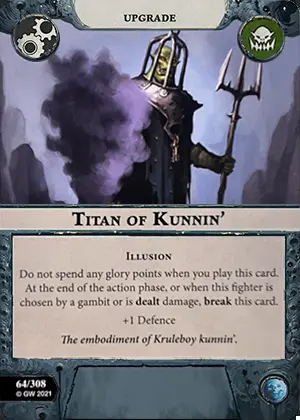 UPGRADE
TITAN OF KUNNIN’
ILLUSION
Do not spend any glory points when you play this card.
At the end of the action phase, or when this fighter is
chosen by a gambit or is dealt damage, break this card.
+1 Defence
The embodiment of Kruleboy kunnin’.
64/308
© GW 2021